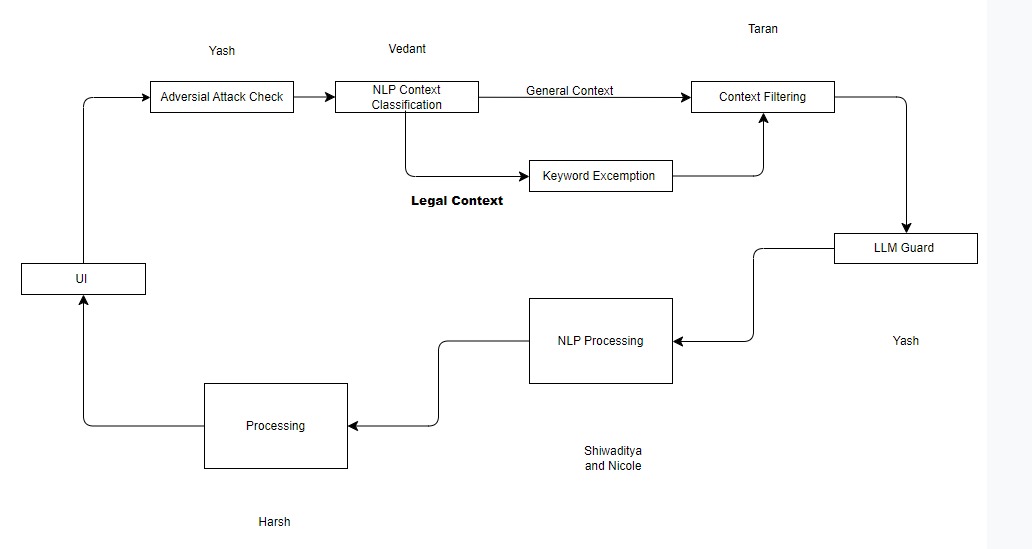 Taran
Yash
Vedant
Adversial Attack Check
NLP Context
Classification
General Context
Context Filtering
Keyword Excemption
Legal Context
LLM Guard
UI
NLP Processing
Yash
Processing
Shiwaditya
and Nicole
Harsh